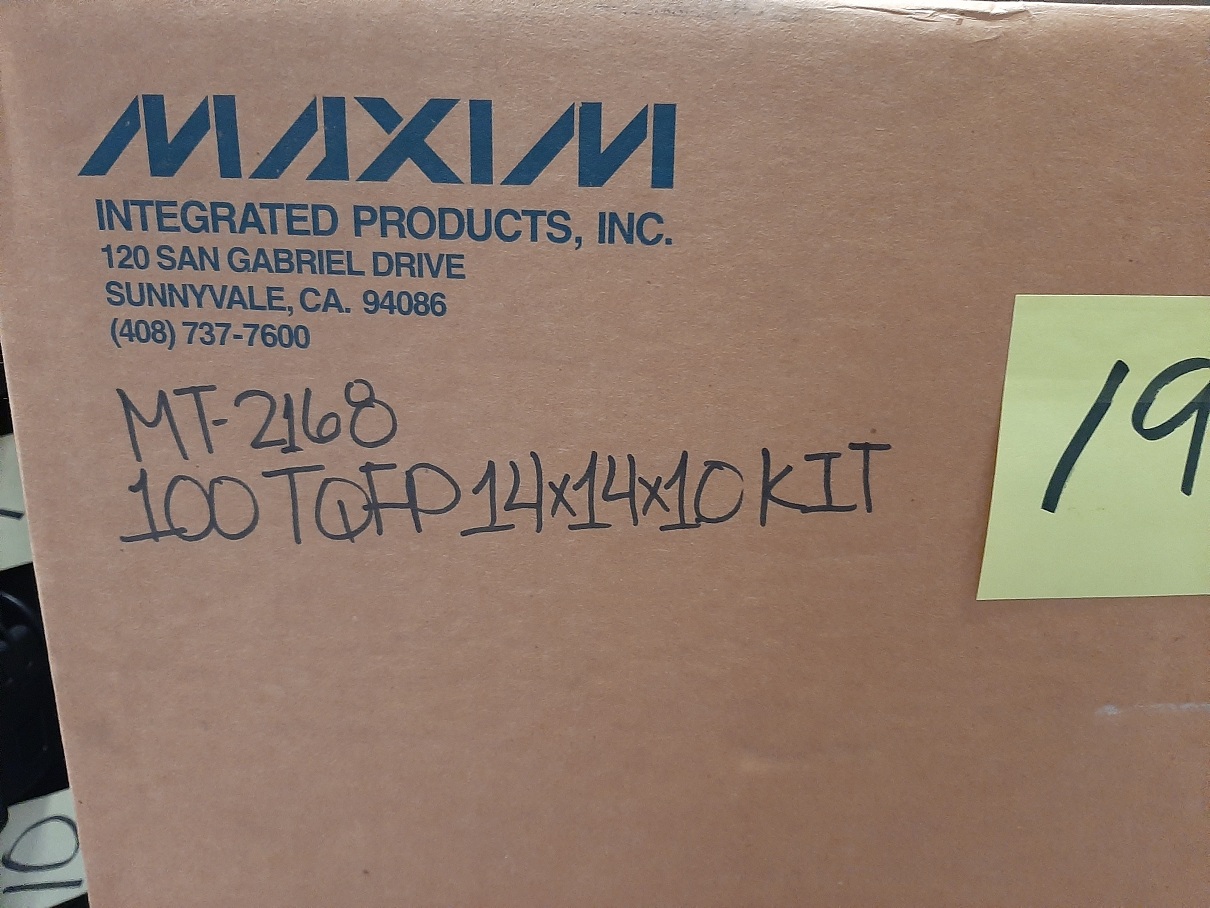 MAXIM
INTEGRATED PRODUCTS, INC.
120 SAN GABRIEL DRIVE
SUNNYVALE, CA. 94086
(408) 737-7600
MT-2168
100 TQFP 14x14x10 KIT
19
10